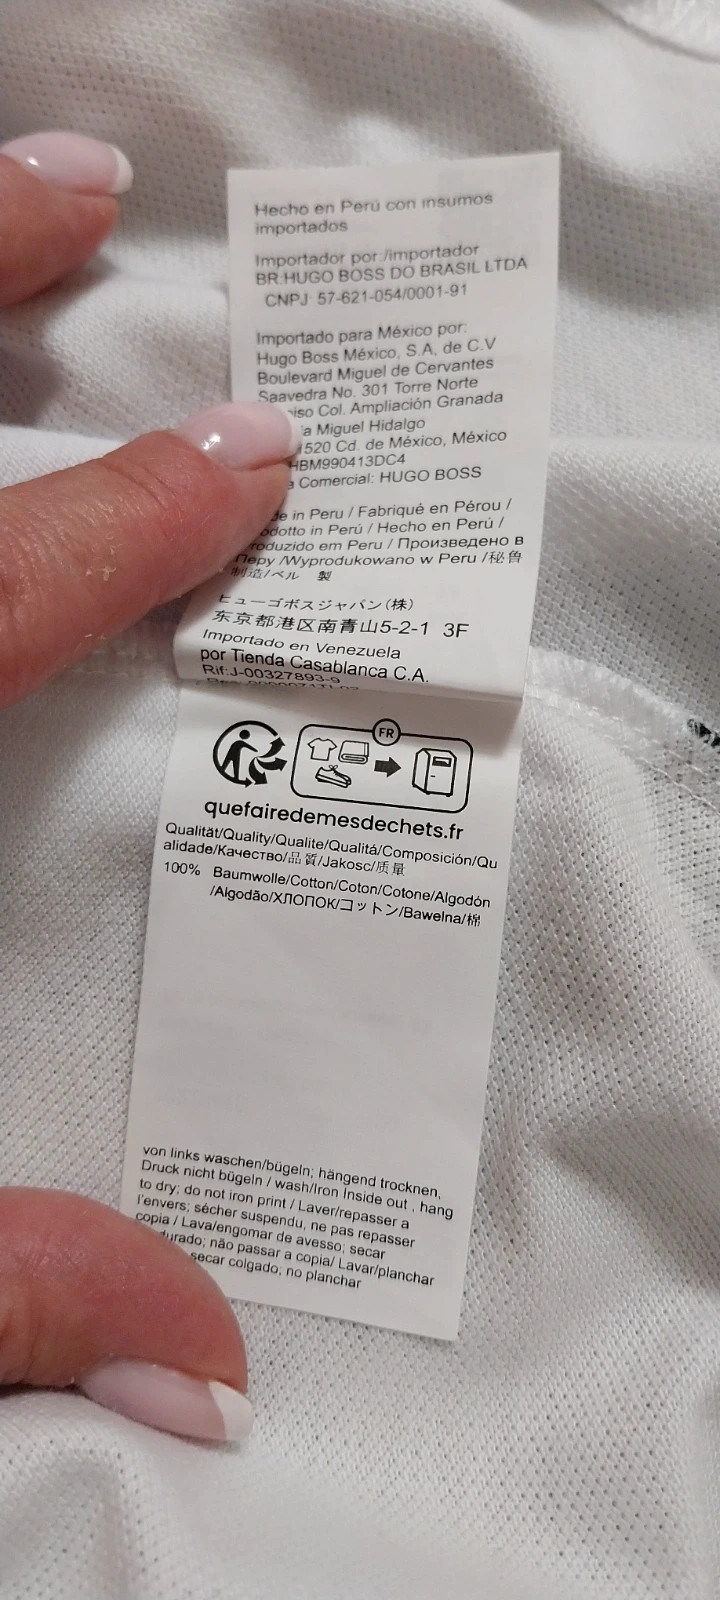 Hecho en Perú con insumos
importados
Importador por:/importador
BR:HUGO BOSS DO BRASIL LTDA
CNPJ: 57-621-054/0001-91
Importado para México por:
Hugo Boss México, S.A, de C.V
Boulevard Miguel de Cervantes
Saavedra No. 301 Torre Norte
Col. Ampliación Granada
Miguel Hidalgo
Cd. de México, México
HBM990413DC4
Comercial: HUGO BOSS
in Peru / Fabriqué en Pérou /
in Perú / Hecho en Perú /
em Peru / Произведено в
Перу /Wyprodukowano w Peru /秘鲁
制造/ペル 製
ヒューゴボスジャパン(株)
东京都港区南青山5-2-1 3F
Importado en Venezuela
por Tienda Casablanca C.A.
Rif:J-00327893-9
FR
quefairedemesdechets.fr
Qualität/Quality/Qualite/Qualitá/Composición/Qu
alidade/Качество/品質/Jakosc/质量
100% Baumwolle/Cotton/Coton/Cotone/Algodón
/Algodão/ХЛОПОК/コットン/Bawelna/棉
von links waschen/bügeln; hängend trocknen,
Druck nicht bügeln / wash/Iron Inside out , hang
to dry; do not iron print / Laver/repasser a
l'envers; sécher suspendu, ne pas repasser
copia / Lava/engomar de avesso; secar
não passar a copia/ Lavar/planchar
secar colgado; no planchar